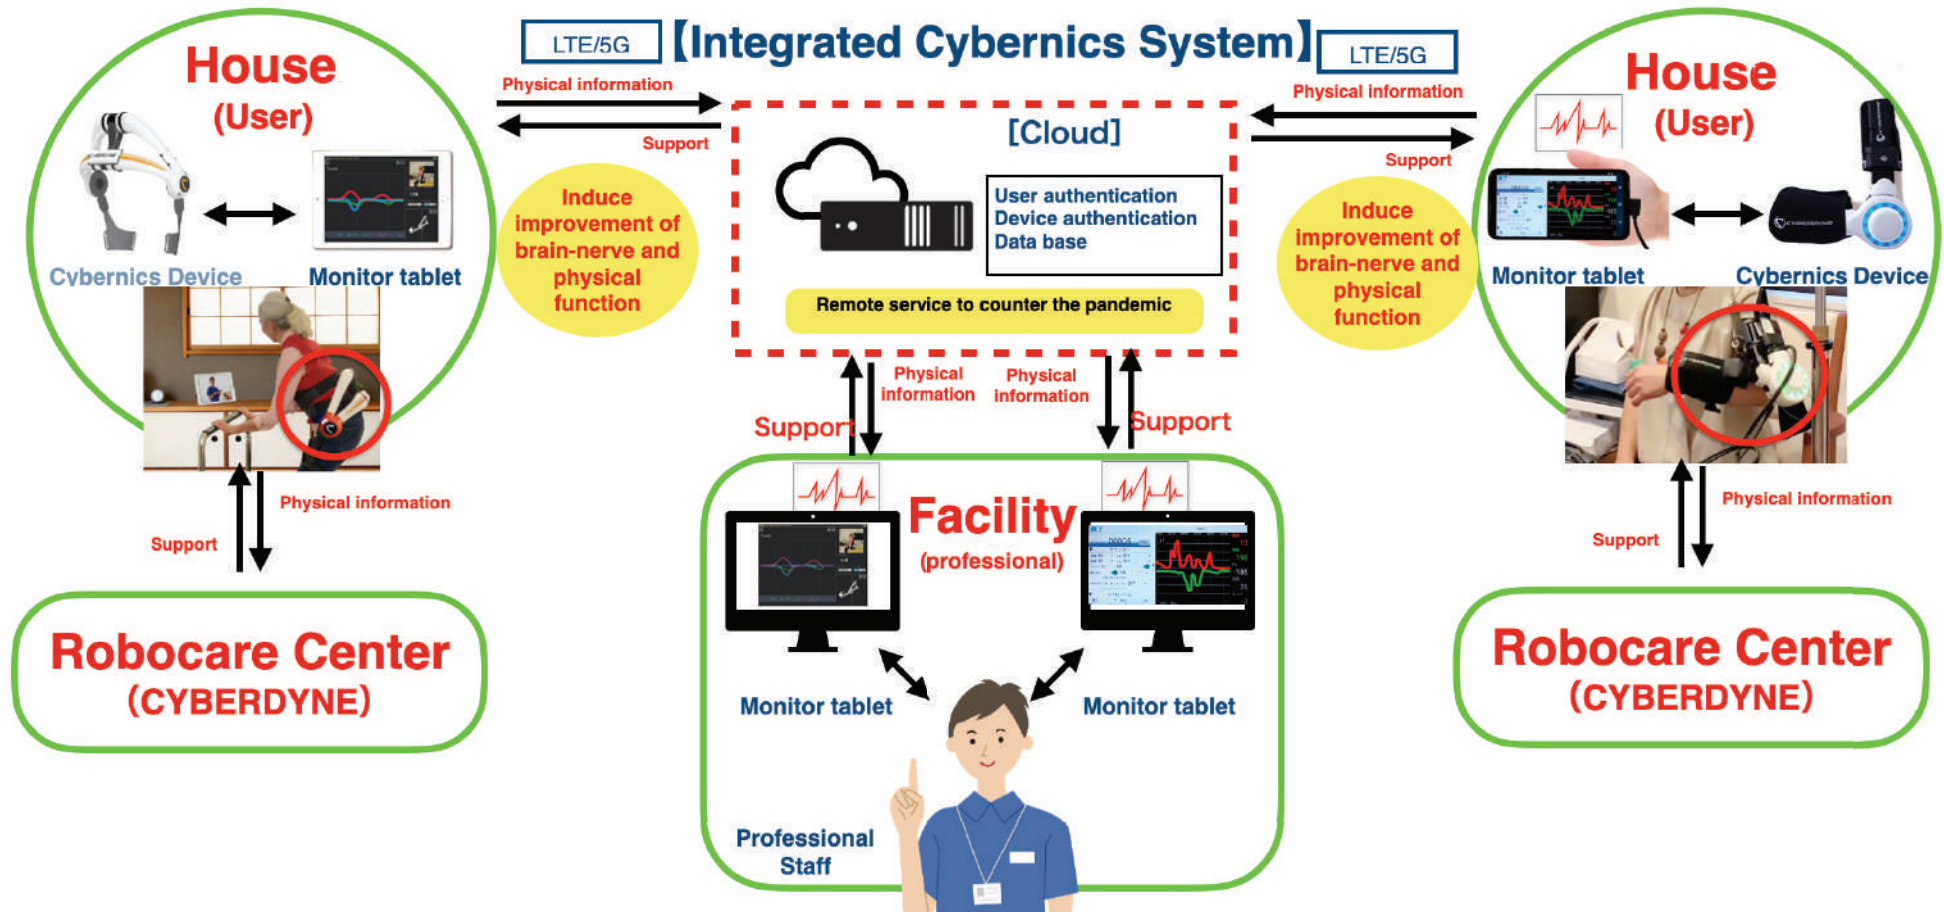 LTE/5G
【Integrated Cybernics System】
LTE/5G
House
(User)
Physical information
Support
[Cloud]
User authentication
Device authentication
Data base
Remote service to counter the pandemic
Physical information
Support
House
(User)
Cybernics Device
Monitor tablet
Induce
improvement of
brain-nerve and
physical
function
Induce
improvement of
brain-nerve and
physical
function
Monitor tablet
Cybernics Device
Support
Physical
information
Physical
information
Support
Physical information
Support
Physical information
Support
Facility
(professional)
Robocare Center
(CYBERDYNE)
Monitor tablet
Monitor tablet
Professional
Staff
Robocare Center
(CYBERDYNE)